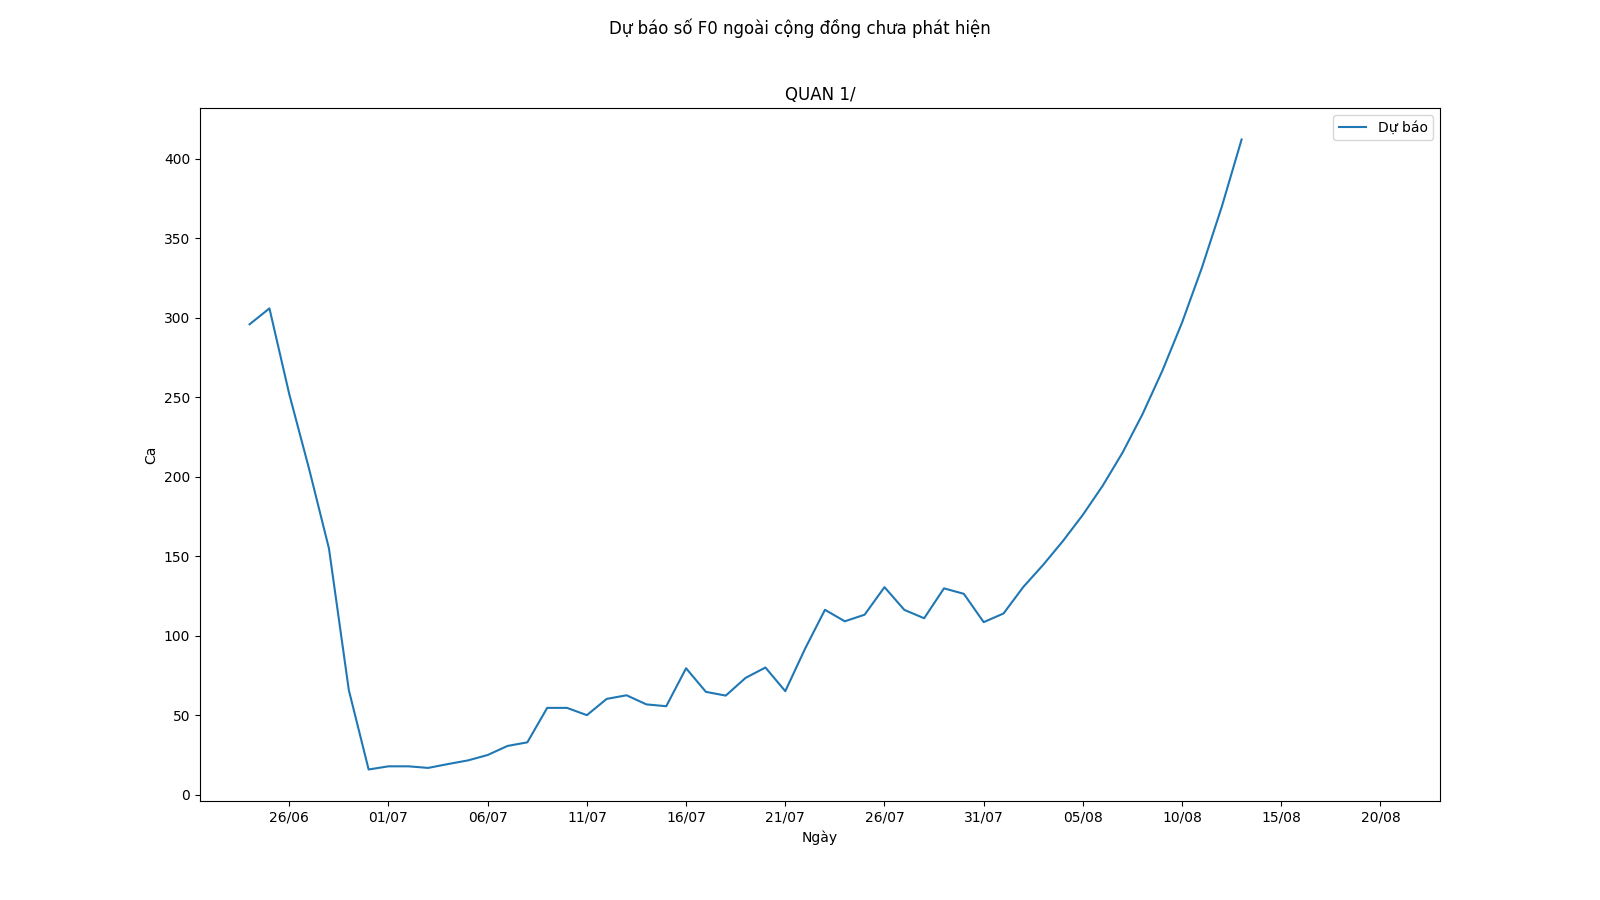 Dự báo số F0 ngoài cộng đồng chưa phát hiện
QUAN 1/
Dự báo
400
350
300
250
200
150
100
50
0
Ca
26/06 01/07 06/07 11/07 16/07 21/07 26/07 31/07 05/08 10/08 15/08 20/08
Ngày